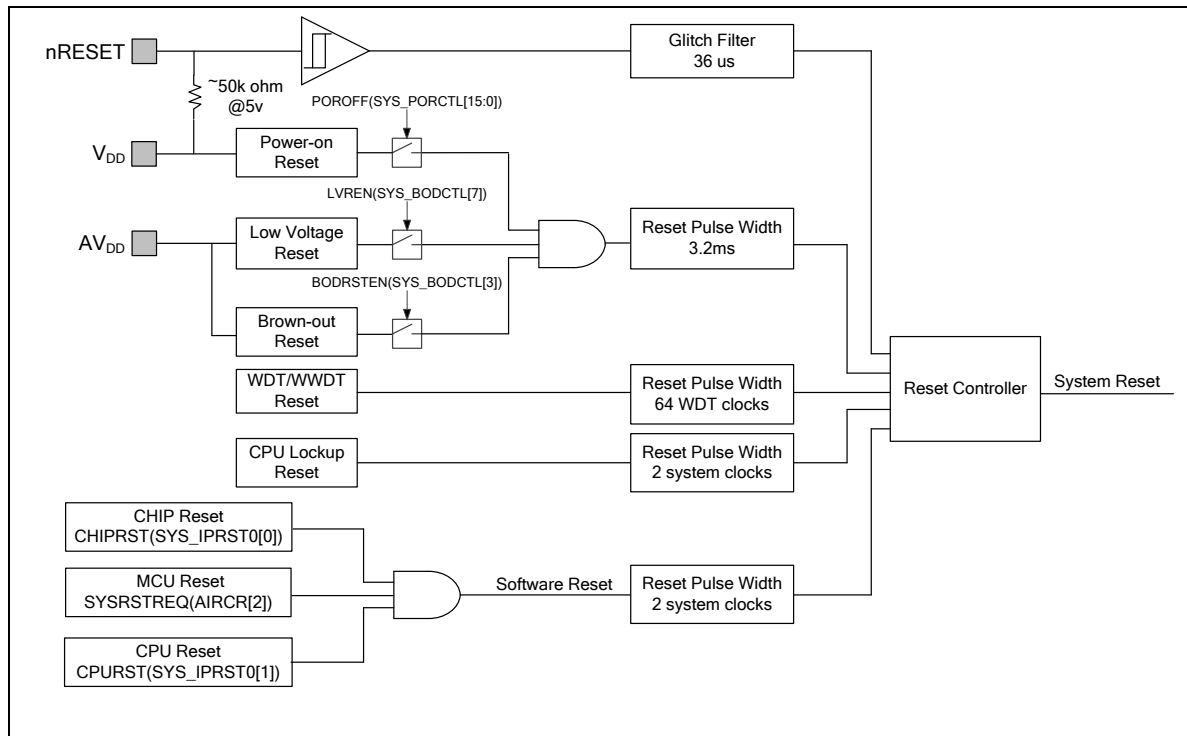 nRESET
~50k ohm
@5v
Glitch Filter
36 us
POROFF(SYS_PORCTL[15:0])
VDD
Power-on
Reset
LVREN(SYS_BODCTL[7])
AVDD
Low Voltage
Reset
Reset Pulse Width
3.2ms
BODRSTEN(SYS_BODCTL[3])
Brown-out
Reset
WDT/WWDT
Reset
Reset Pulse Width
64 WDT clocks
Reset Controller
System Reset
CPU Lockup
Reset
Reset Pulse Width
2 system clocks
CHIP Reset
CHIPRST(SYS_IPRST0[0])
MCU Reset
SYSRSTREQ(AIRCR[2])
Software Reset
Reset Pulse Width
2 system clocks
CPU Reset
CPURST(SYS_IPRST0[1])